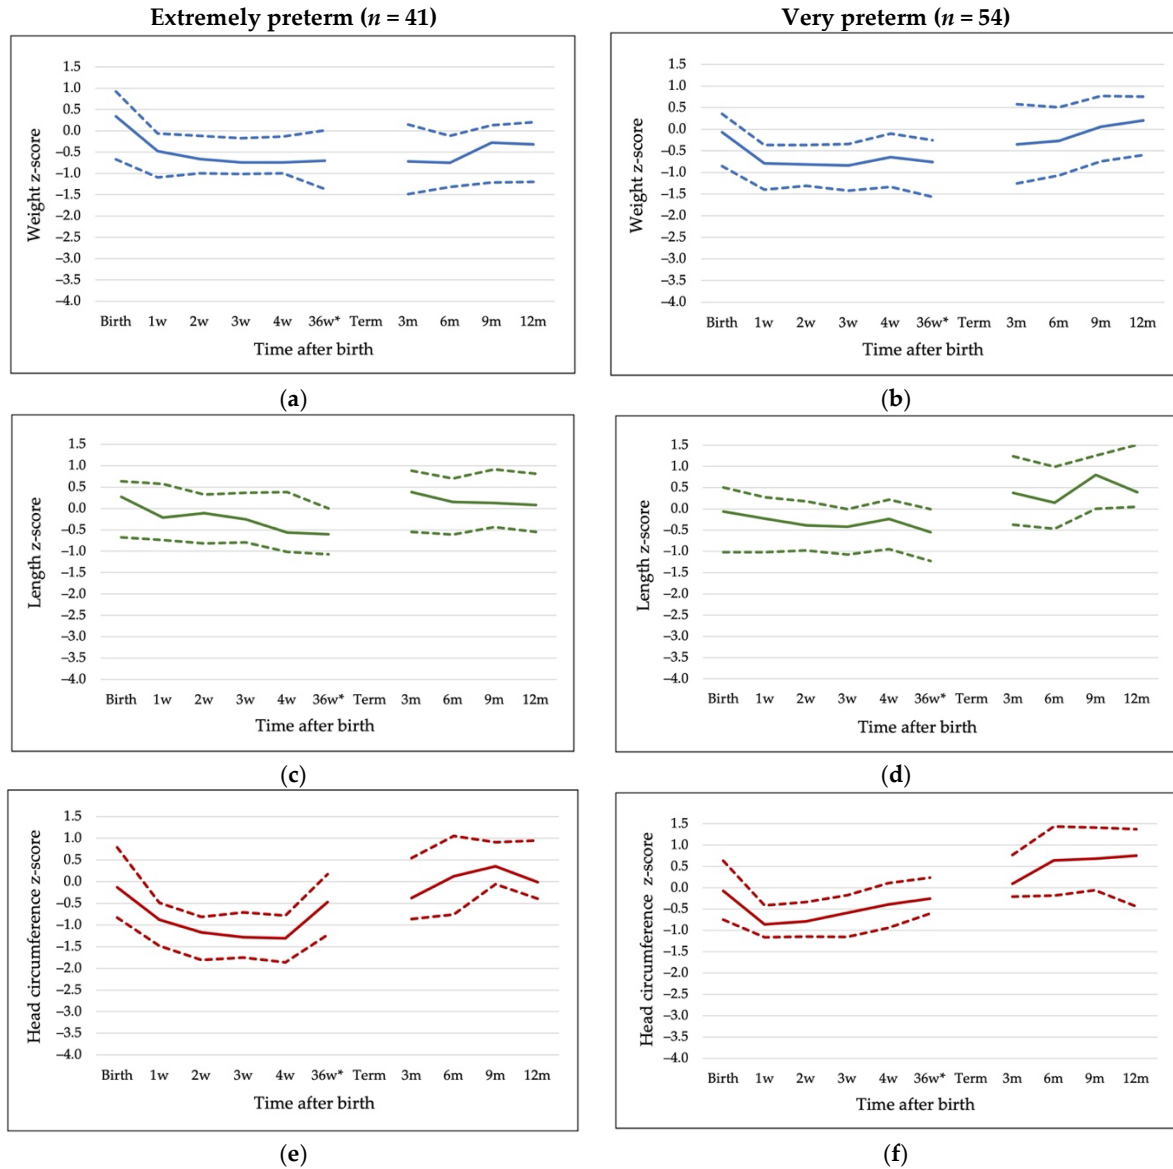 Extremely preterm (n = 41)
Very preterm (n = 54)
Weight z-score
1.5
1.0
0.5
0.0
−0.5
−1.0
−1.5
−2.0
−2.5
−3.0
−3.5
−4.0
Birth 1w 2w 3w 4w 36w* Term 3m 6m 9m 12m
Time after birth
(a)
Weight z-score
1.5
1.0
0.5
0.0
−0.5
−1.0
−1.5
−2.0
−2.5
−3.0
−3.5
−4.0
Birth 1w 2w 3w 4w 36w* Term 3m 6m 9m 12m
Time after birth
(b)
Length z-score
1.5
1.0
0.5
0.0
−0.5
−1.0
−1.5
−2.0
−2.5
−3.0
−3.5
−4.0
Birth 1w 2w 3w 4w 36w* Term 3m 6m 9m 12m
Time after birth
(c)
Length z-score
1.5
1.0
0.5
0.0
−0.5
−1.0
−1.5
−2.0
−2.5
−3.0
−3.5
−4.0
Birth 1w 2w 3w 4w 36w* Term 3m 6m 9m 12m
Time after birth
(d)
Head circumference z-score
1.5
1.0
0.5
0.0
−0.5
−1.0
−1.5
−2.0
−2.5
−3.0
−3.5
−4.0
Birth 1w 2w 3w 4w 36w* Term 3m 6m 9m 12m
Time after birth
(e)
Head circumference z-score
1.5
1.0
0.5
0.0
−0.5
−1.0
−1.5
−2.0
−2.5
−3.0
−3.5
−4.0
Birth 1w 2w 3w 4w 36w* Term 3m 6m 9m 12m
Time after birth
(f)